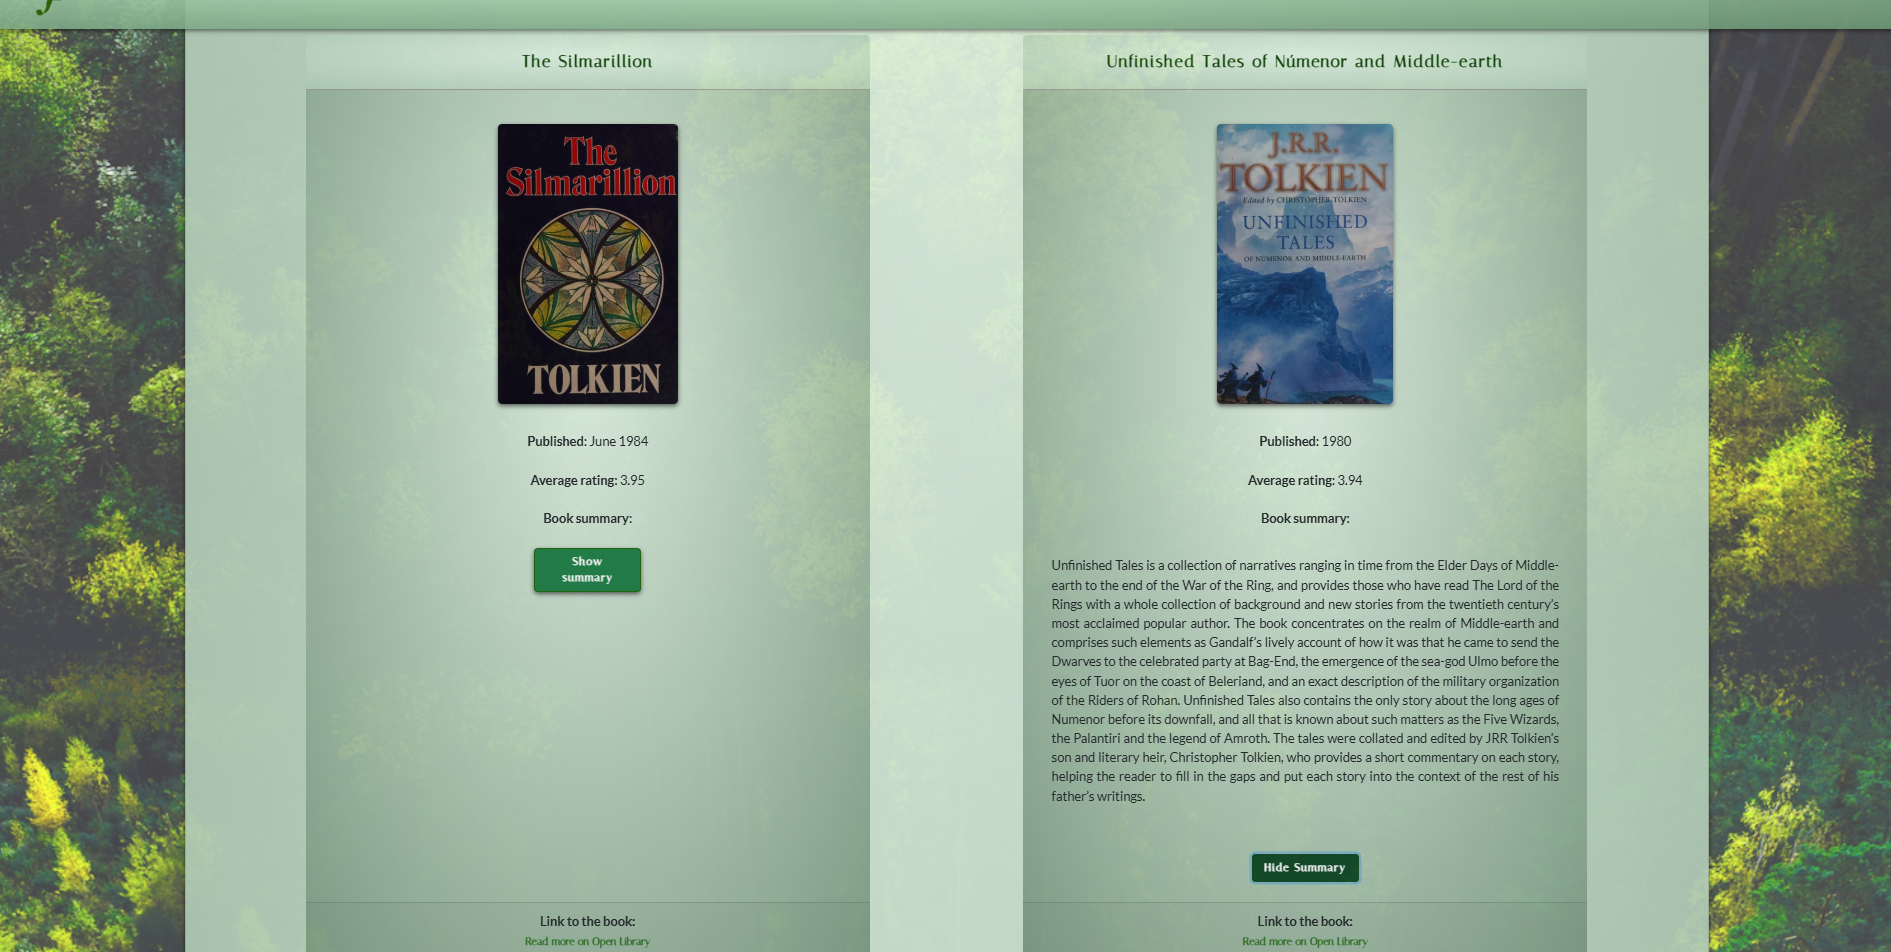 The Silmarillion
The
Silmarillion
TOLKIEN
Published: June 1984
Average rating: 3.95
Book summary:
Show
summary
Link to the book:
Read more on Open Library
Unfinished Tales of Númenor and Middle-earth
J.R.R.
TOLKIEN
Edited by CHRISTOPHER TOLKIEN
UNFINISHED
TALES
OF NÚMENOR AND MIDDLE-EARTH
Published: 1980
Average rating: 3.94
Book summary:
Unfinished Tales is a collection of narratives ranging in time from the Elder Days of Middle-
earth to the end of the War of the Ring, and provides those who have read The Lord of the
Rings with a whole collection of background and new stories from the twentieth century's
most acclaimed popular author. The book concentrates on the realm of Middle-earth and
comprises such elements as Gandalf's lively account of how it was that he came to send the
Dwarves to the celebrated party at Bag-End, the emergence of the sea-god Ulmo before the
eyes of Tuor on the coast of Beleriand, and an exact description of the military organization
of the Riders of Rohan. Unfinished Tales also contains the only story about the long ages of
Numenor before its downfall, and all that is known about such matters as the Five Wizards,
the Palantiri and the legend of Amroth. The tales were collated and edited by JRR Tolkien's
son and literary heir, Christopher Tolkien, who provides a short commentary on each story,
helping the reader to fill in the gaps and put each story into the context of the rest of his
father's writings.
Hide Summary
Link to the book:
Read more on Open Library